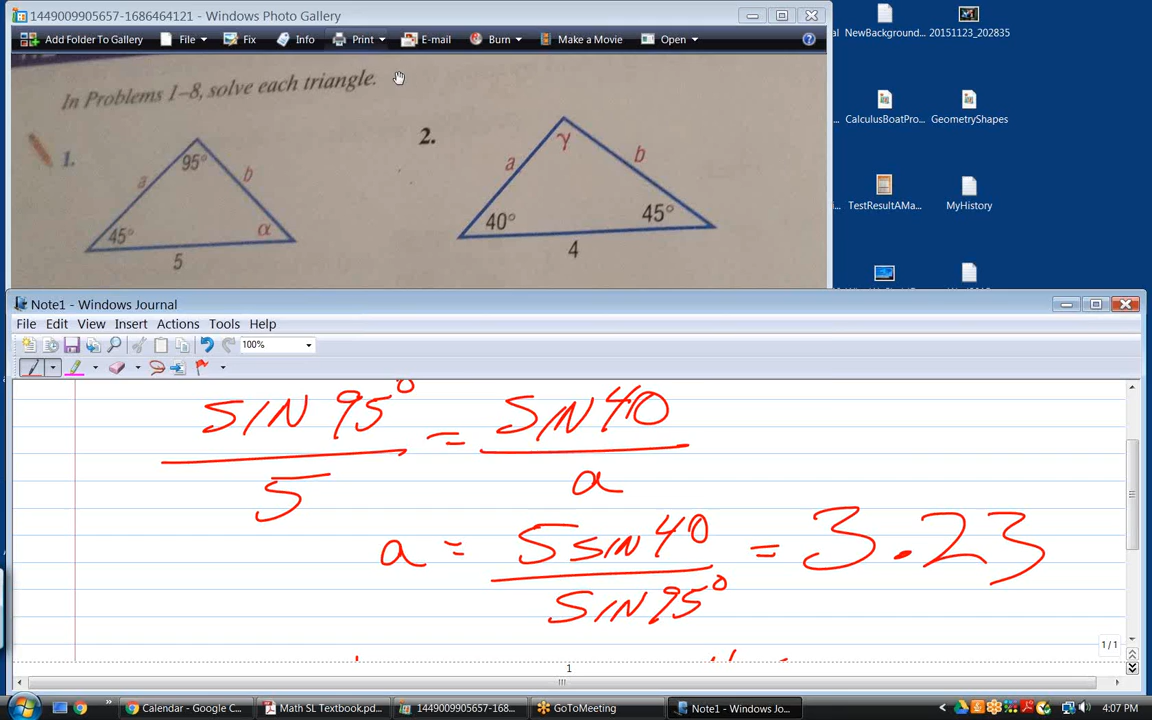 1449009905657-1686464121 - Windows Photo Gallery
Add Folder To Gallery File Fix Info Print E-mail Burn Make a Movie Open
NewBackground... 20151123_202835
In Problems 1–8, solve each triangle.
1. 95° a b 45° α 5
2. γ a b 40° 45° 4
CalculusBoatPro... GeometryShapes
TestResultAMa... MyHistory
Note1 - Windows Journal
File Edit View Insert Actions Tools Help
100%
SIN 95° = SIN 40
5 a
a = 5 SIN 40 = 3.23
SIN 95°
1 / 1
1
Calendar - Google C... Math SL Textbook.pd... 1449009905657-168... GoToMeeting Note1 - Windows Jo... 4:07 PM